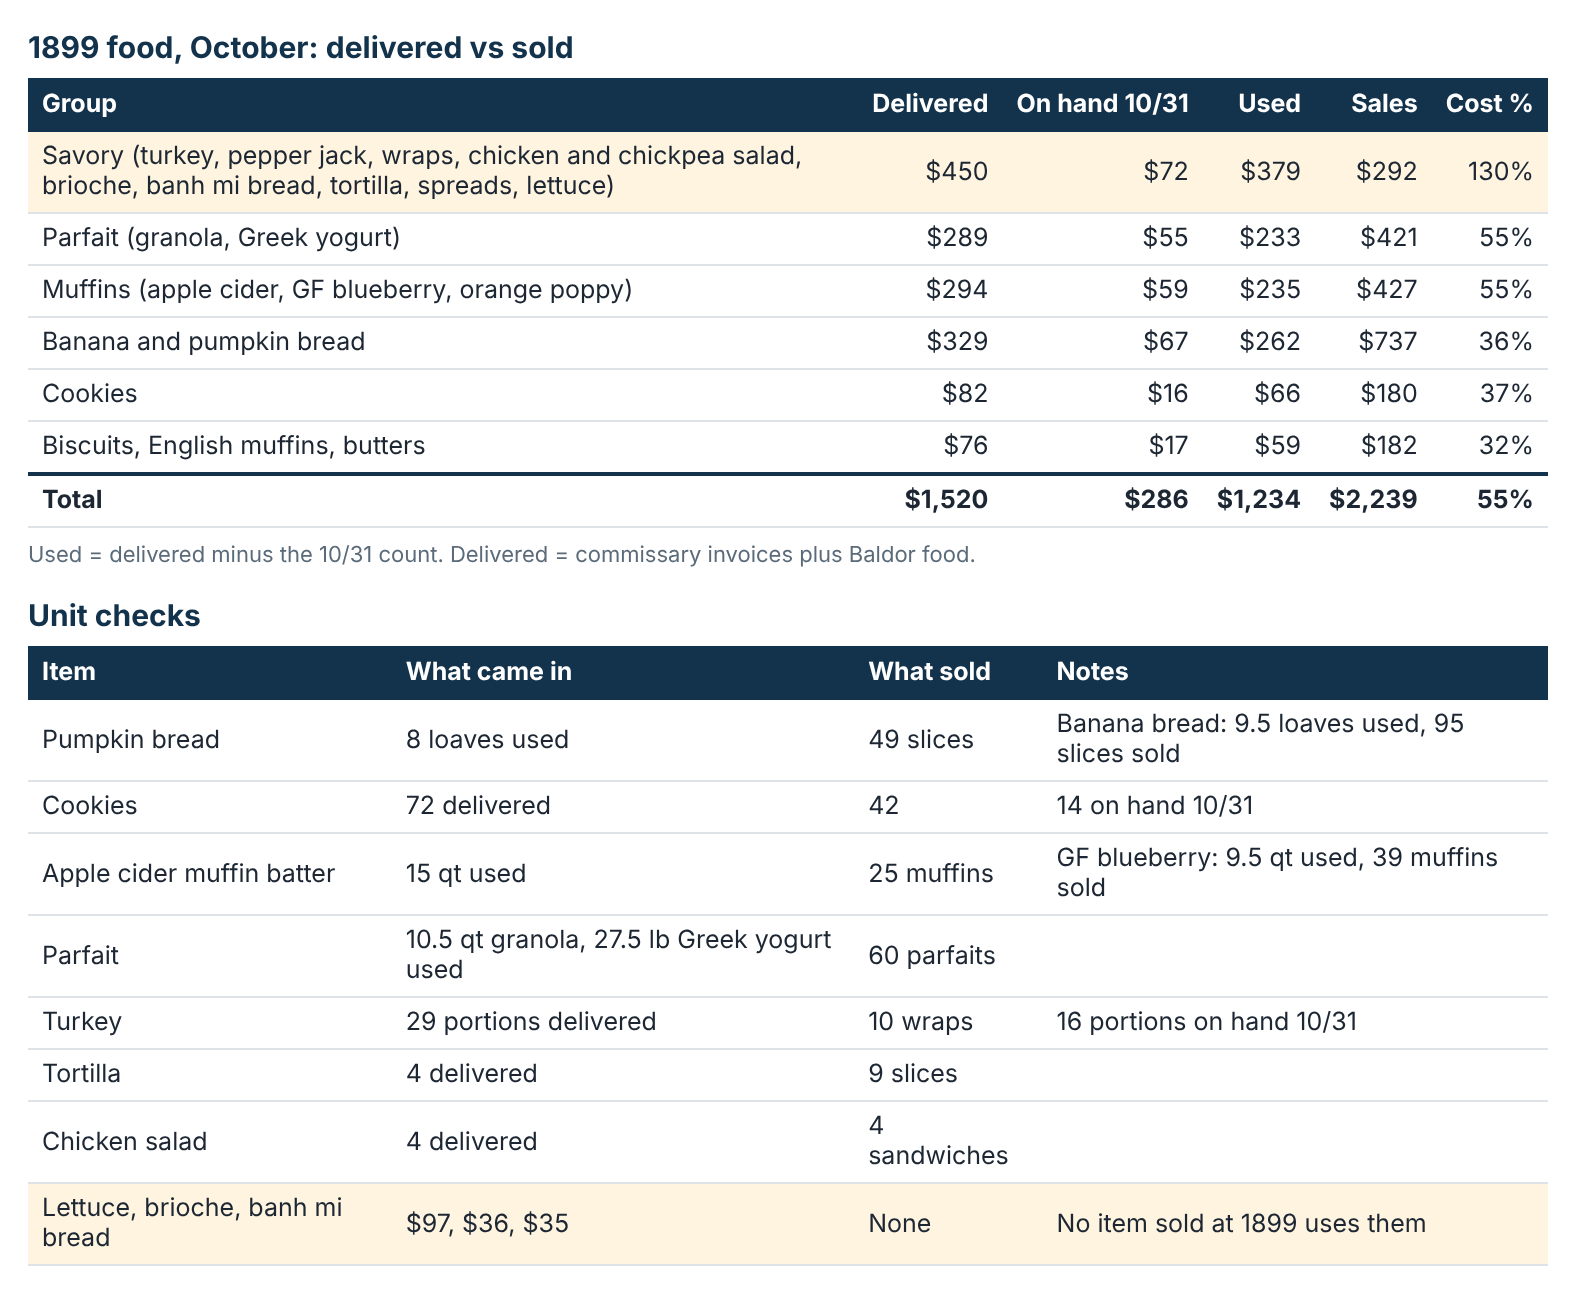 1899 food, October: delivered vs sold
Group Delivered On hand 10/31 Used Sales Cost %
Savory (turkey, pepper jack, wraps, chicken and chickpea salad,
brioche, banh mi bread, tortilla, spreads, lettuce) $450 $72 $379 $292 130%
Parfait (granola, Greek yogurt) $289 $55 $233 $421 55%
Muffins (apple cider, GF blueberry, orange poppy) $294 $59 $235 $427 55%
Banana and pumpkin bread $329 $67 $262 $737 36%
Cookies $82 $16 $66 $180 37%
Biscuits, English muffins, butters $76 $17 $59 $182 32%
Total $1,520 $286 $1,234 $2,239 55%
Used = delivered minus the 10/31 count. Delivered = commissary invoices plus Baldor food.
Unit checks
Item What came in What sold Notes
Pumpkin bread 8 loaves used 49 slices Banana bread: 9.5 loaves used, 95
slices sold
Cookies 72 delivered 42 14 on hand 10/31
Apple cider muffin batter 15 qt used 25 muffins GF blueberry: 9.5 qt used, 39 muffins
sold
Parfait 10.5 qt granola, 27.5 lb Greek yogurt
used 60 parfaits
Turkey 29 portions delivered 10 wraps 16 portions on hand 10/31
Tortilla 4 delivered 9 slices
Chicken salad 4 delivered 4
sandwiches
Lettuce, brioche, banh mi
bread $97, $36, $35 None No item sold at 1899 uses them